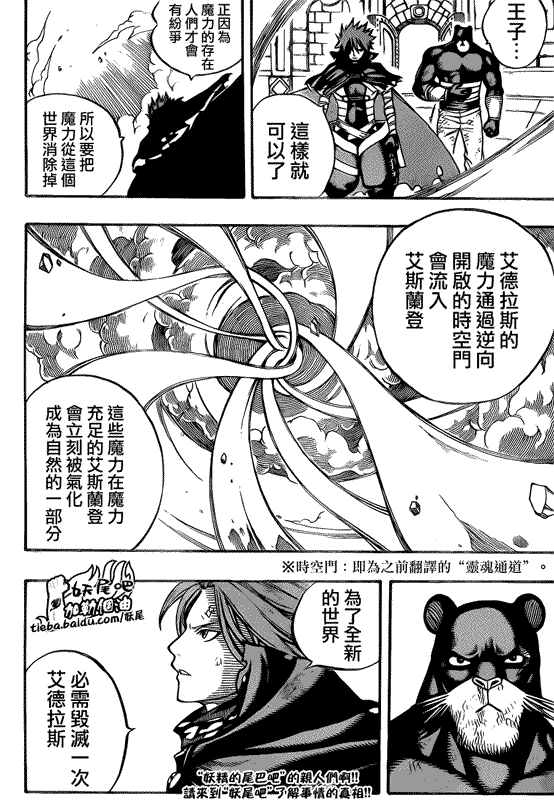 王子…
這樣就
可以了
正因為
魔力的存在
人們才會
有紛爭
所以要把
魔力從這個
世界消除掉
艾德拉斯的
魔力通過逆向
開啟的時空門
會流入
艾斯蘭登
這些魔力在魔力
充足的艾斯蘭登
會立刻被氣化
成為自然的一部分
※時空門：即為之前翻譯的“靈魂通道”。
為了全新
的世界
必需毀滅一次
艾德拉斯
妖尾吧
加勒個油
tieba.baidu.com/妖尾
“妖精的尾巴吧”的親人們啊!!
請來到“妖尾吧”了解事情的真相!!